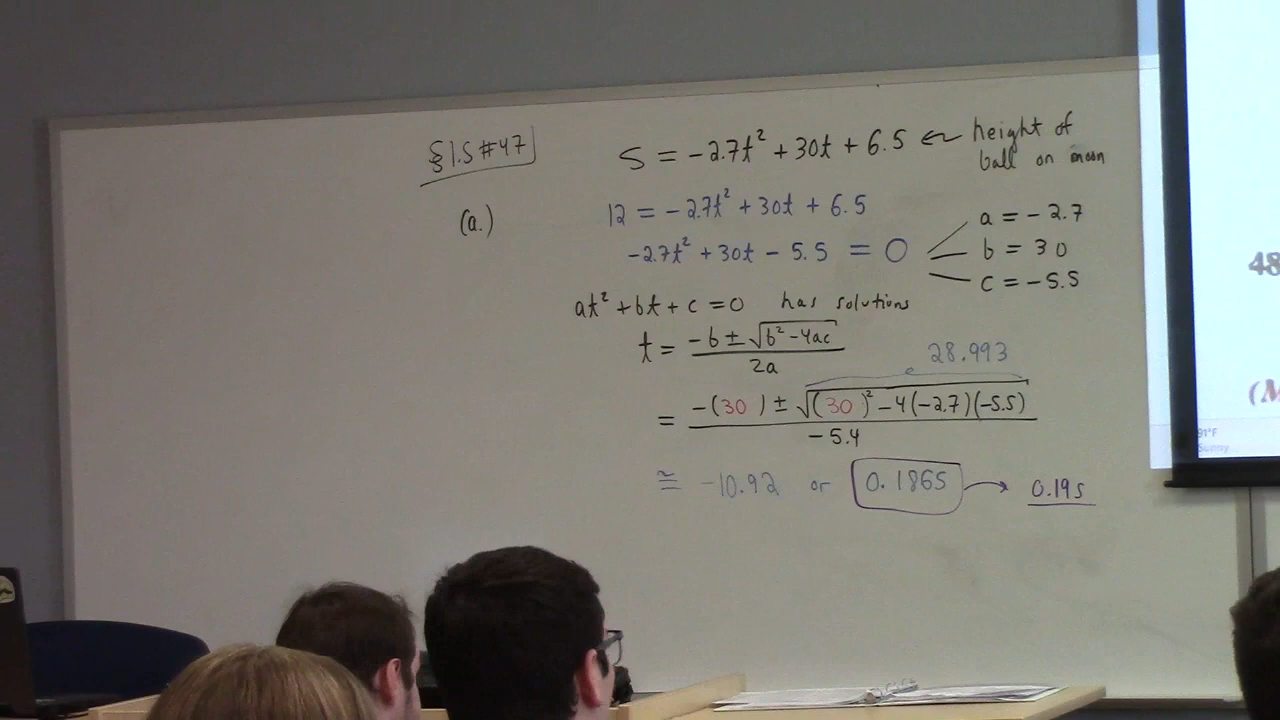 §1.5 #47
S = -2.7t² + 30t + 6.5 ← height of
ball on moon
(a.)
12 = -2.7t² + 30t + 6.5
-2.7t² + 30t - 5.5 = 0
a = -2.7
b = 30
c = -5.5
at² + bt + c = 0 has solutions
t = (-b ± √(b² - 4ac)) / 2a
28.993
= (-(30) ± √((30)² - 4(-2.7)(-5.5))) / -5.4
≅ -10.92 or 0.1865 → 0.19s
48
(M
91°F
Sunny